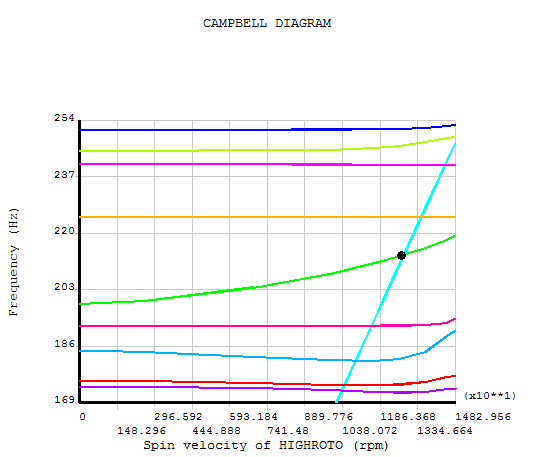 CAMPBELL DIAGRAM
254
237
220
203
186
169
Frequency (Hz)
(x10**1)
0 296.592 593.184 889.776 1186.368 1482.956
148.296 444.888 741.48 1038.072 1334.664
Spin velocity of HIGHROTO (rpm)